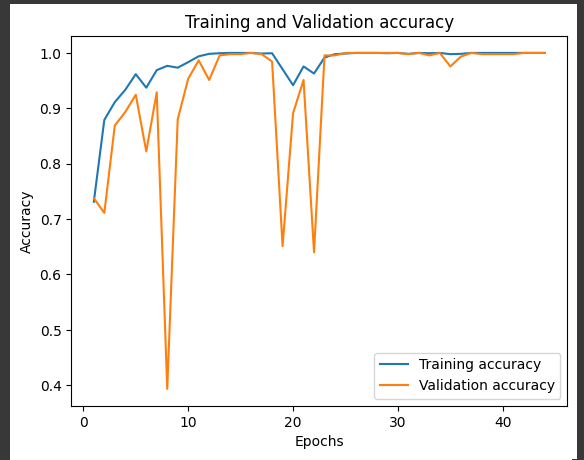 Training and Validation accuracy
1.0
0.9
0.8
0.7
0.6
0.5
0.4
Accuracy
Training accuracy
Validation accuracy
0 10 20 30 40
Epochs